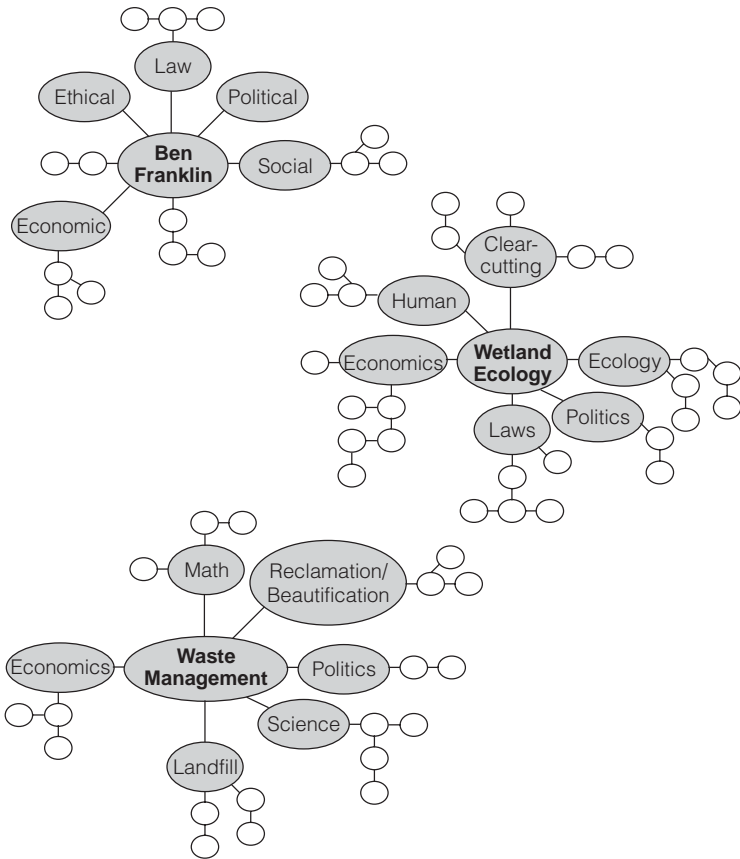 Law
Ethical
Political
Ben
Franklin
Social
Economic
Clear-
cutting
Human
Economics
Wetland
Ecology
Ecology
Politics
Laws
Math
Reclamation/
Beautification
Economics
Waste
Management
Politics
Science
Landfill